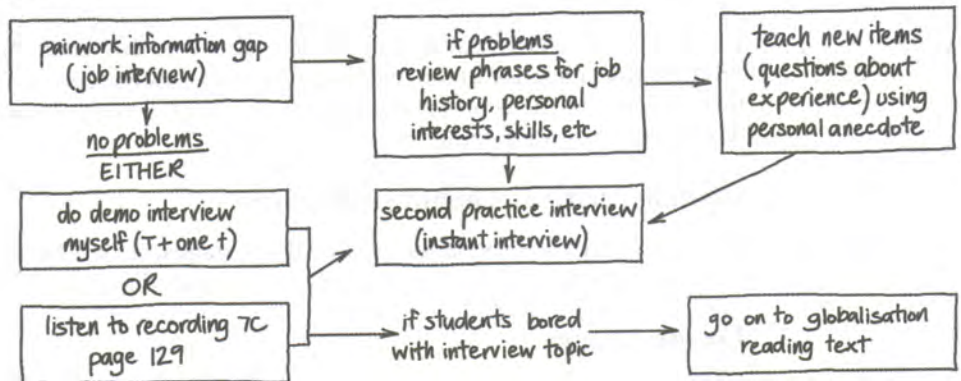 pairwork information gap
(job interview)
if problems
review phrases for job
history, personal
interests, skills, etc
teach new items
(questions about
experience) using
personal anecdote
no problems
EITHER
do demo interview
myself (T+one t)
OR
listen to recording 7C
page 129
second practice interview
(instant interview)
if students bored
with interview topic
go on to globalisation
reading text